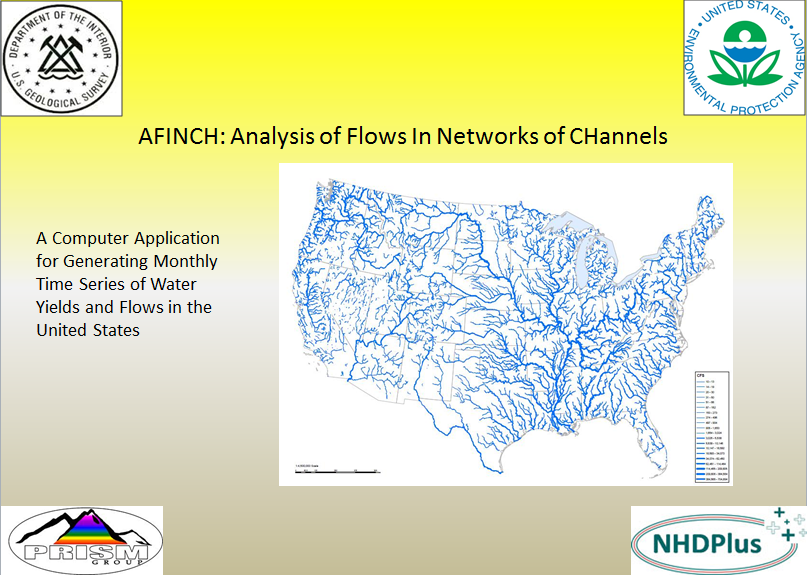 DEPARTMENT OF THE INTERIOR
U.S. GEOLOGICAL SURVEY
UNITED STATES
ENVIRONMENTAL PROTECTION AGENCY
AFINCH: Analysis of Flows In Networks of CHannels
A Computer Application
for Generating Monthly
Time Series of Water
Yields and Flows in the
United States
CFS
PRISM
GROUP
NHDPlus